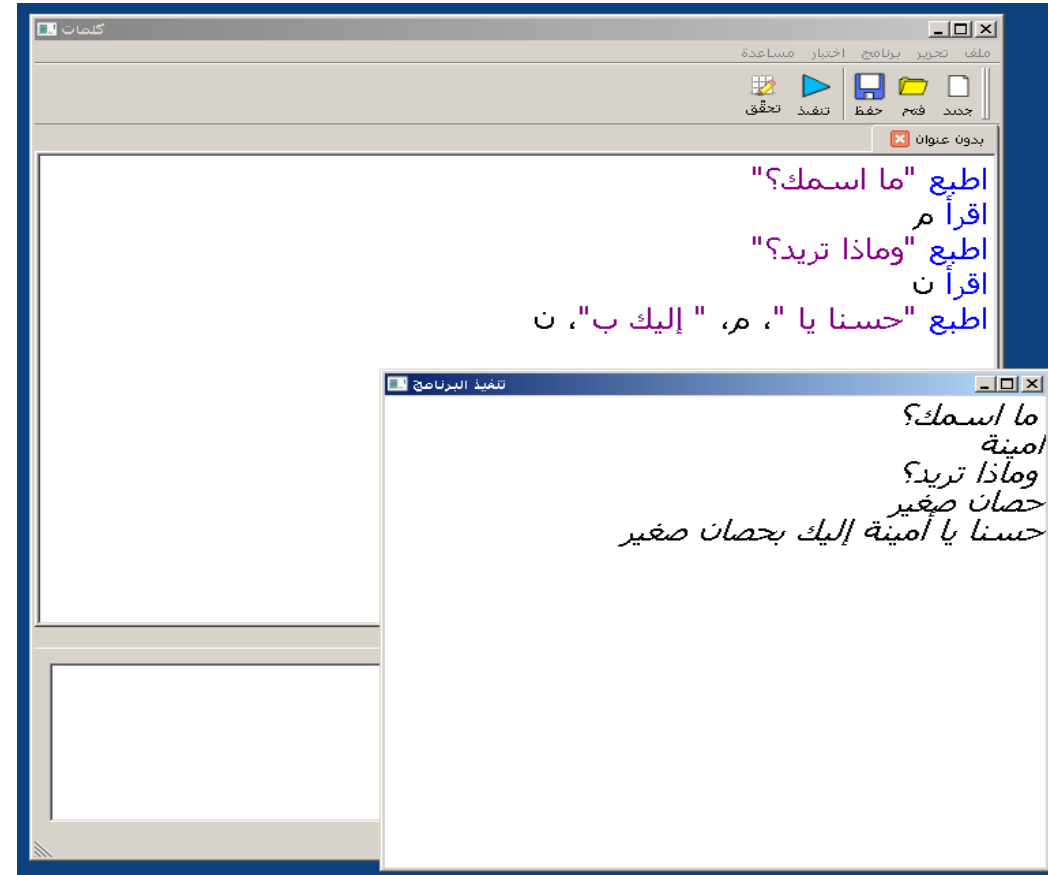 كلمات
ملف تحرير برنامج اختبار مساعدة
جديد فتح حفظ تنفيذ تحقّق
بدون عنوان
اطبع "ما اسمك؟"
اقرأ م
اطبع "وماذا تريد؟"
اقرأ ن
اطبع "حسنا يا "، م، " إليك ب"، ن
تنفيذ البرنامج
ما اسمك؟
امينة
وماذا تريد؟
حصان صغير
حسنا يا أمينة إليك بحصان صغير